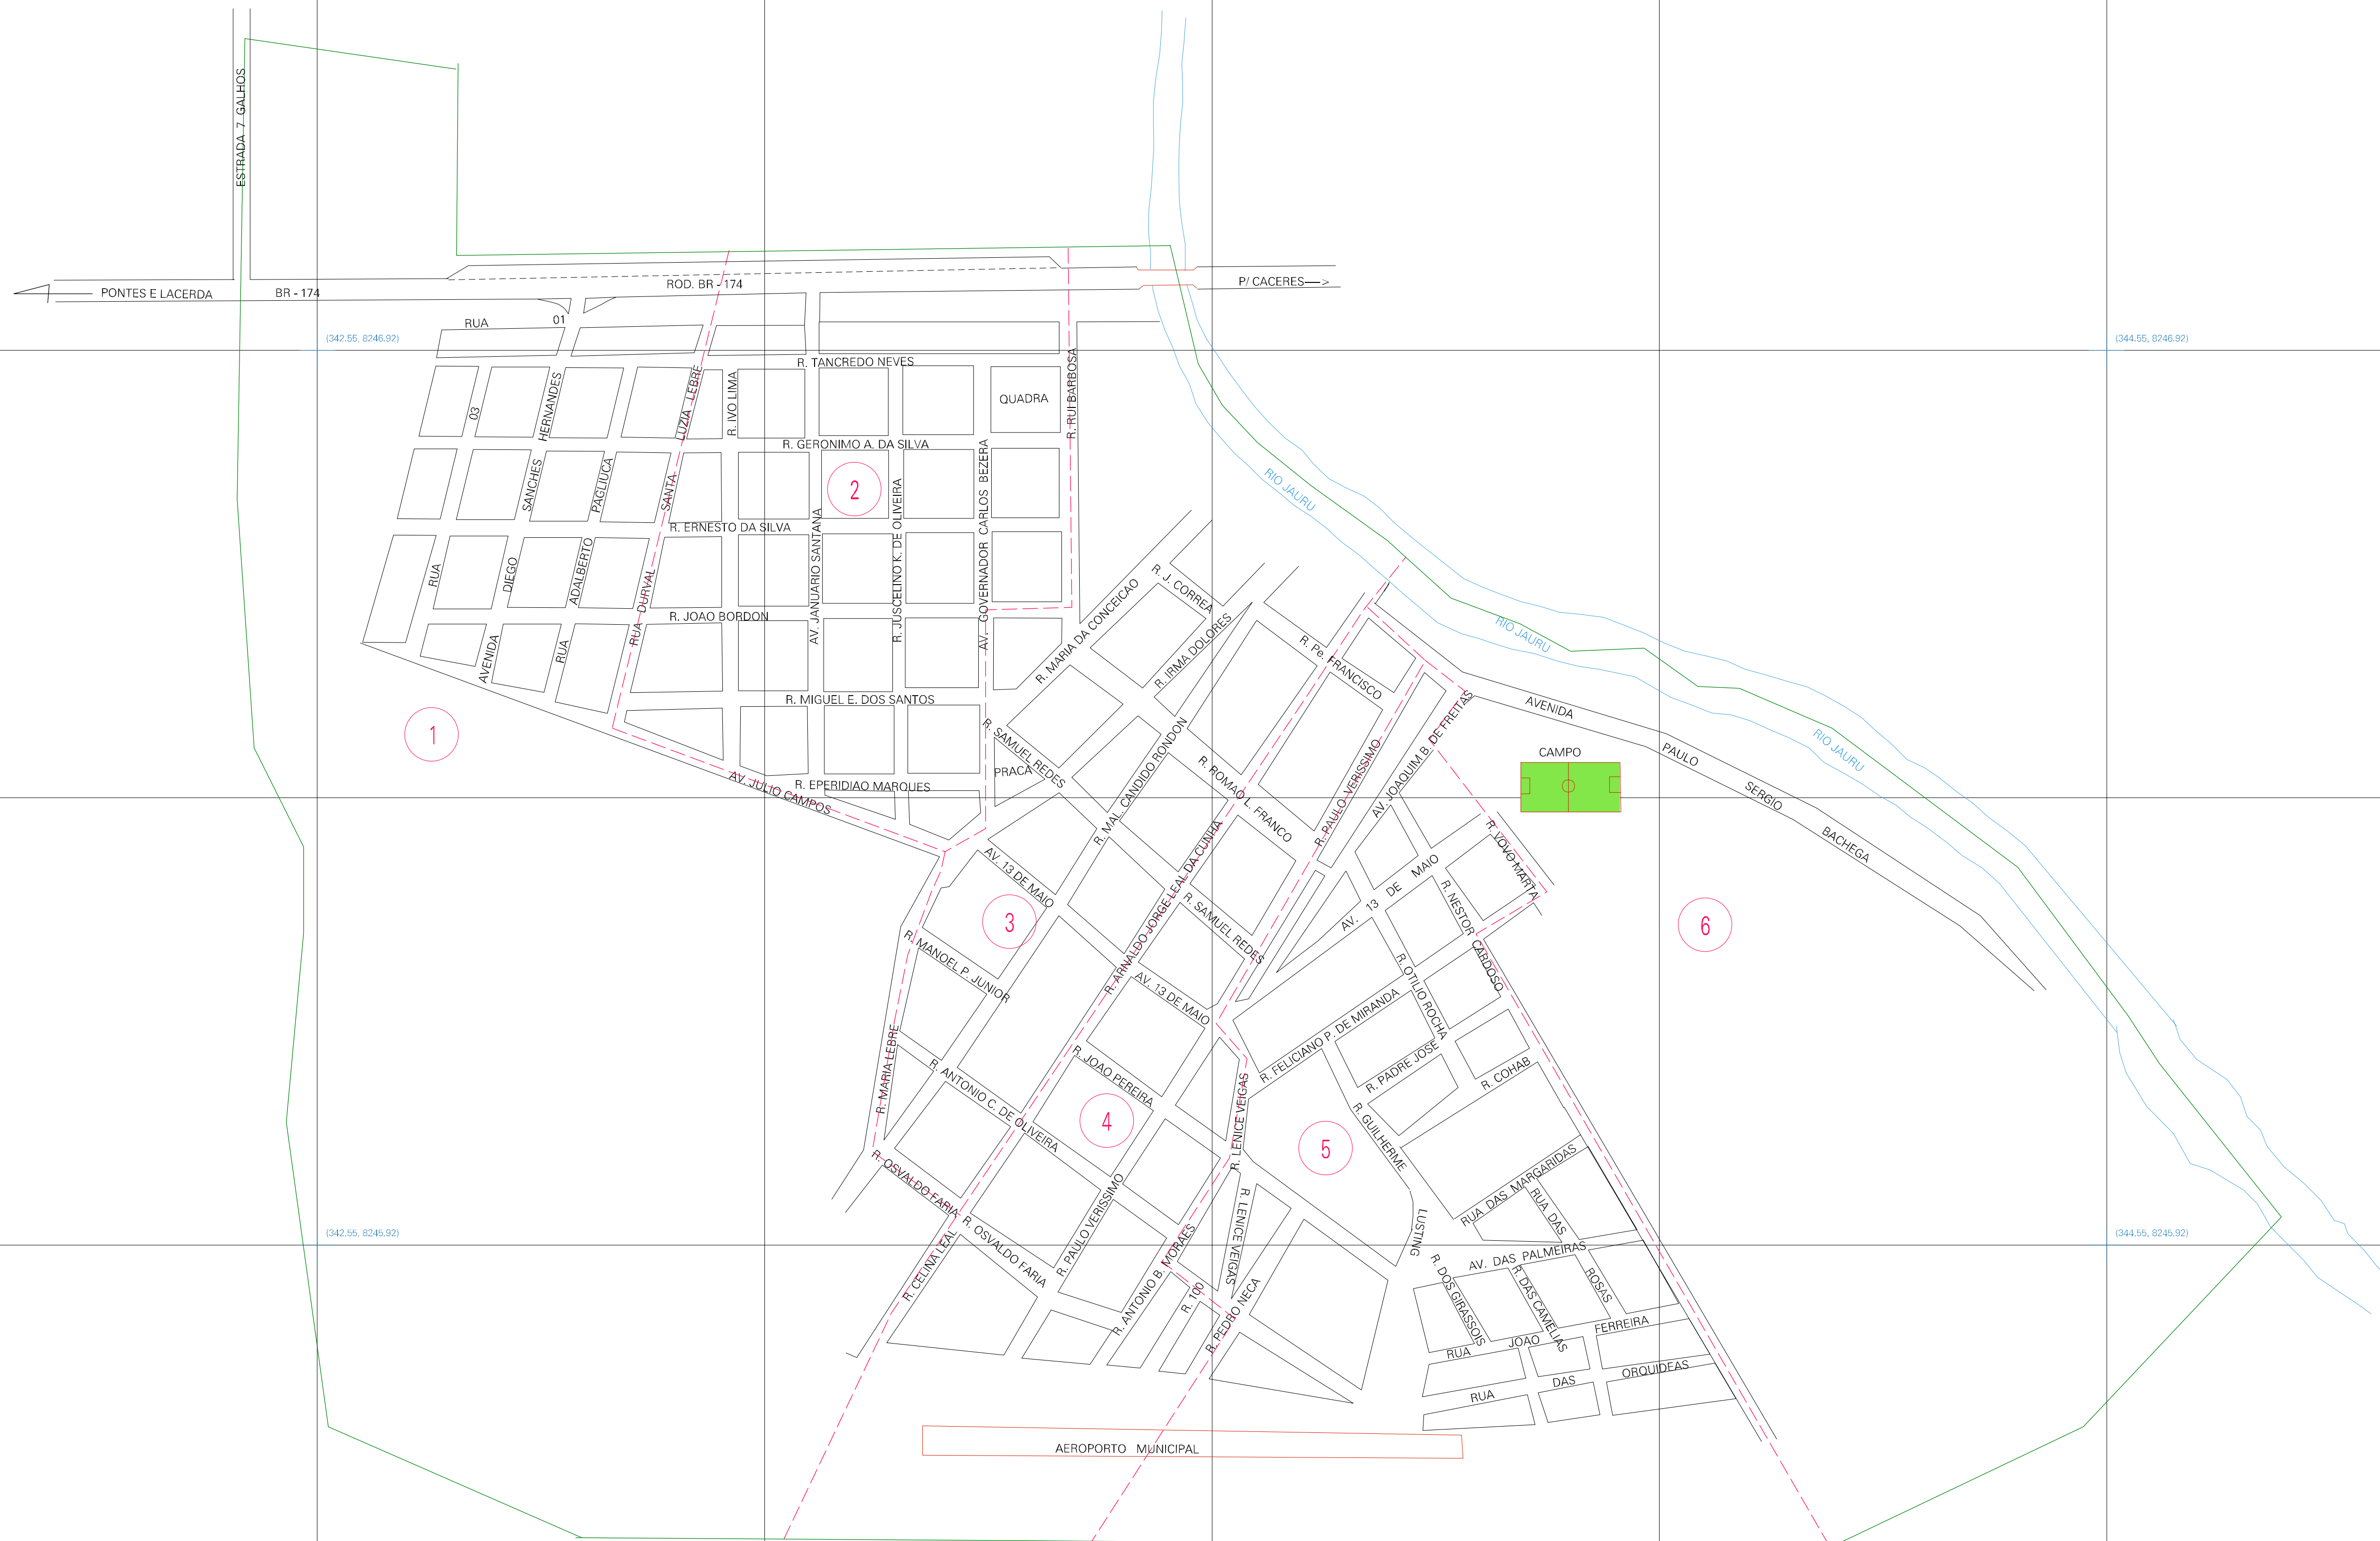 ESTRADA 7 GALHOS
PONTES E LACERDA
BR - 174
ROD. BR - 174
P/ CACERES-->
RUA 01
(342.55, 8246.92)
(344.55, 8246.92)
R. TANCREDO NEVES
RUA 03
AVENIDA DIEGO SANCHES HERNANDES
RUA ADALBERTO PAGLIUCA
RUA DURVAL
SANTA LUZIA LEBRE
R. IVO LIMA
QUADRA
R. RUI BARBOSA
R. GERONIMO A. DA SILVA
2
R. ERNESTO DA SILVA
AV. JANUARIO SANTANA
R. JUSCELINO K. DE OLIVEIRA
AV. GOVERNADOR CARLOS BEZERA
R. JOAO BORDON
R. MIGUEL E. DOS SANTOS
R. EPERIDIAO MARQUES
AV. JULIO CAMPOS
1
PRACA
R. SAMUEL REDES
R. MARIA DA CONCEICAO
R. J. CORREA
R. IRMA DOLORES
R. Pe. FRANCISCO
RIO JAURU
RIO JAURU
RIO JAURU
R. MAL. CANDIDO RONDON
R. ROMAO L. FRANCO
R. PAULO VERISSIMO
AV. JOAQUIM B. DE FREITAS
AVENIDA PAULO SERGIO BACHEGA
CAMPO
R. VOVO MARTA
AV. 13 DE MAIO
3
R. ARNALDO JORGE LEAL DA CUNHA
R. SAMUEL REDES
AV. 13 DE MAIO
R. NESTOR CARDOSO
6
R. MANOEL P. JUNIOR
AV. 13 DE MAIO
R. OTILIO ROCHA
R. MARIA LEBRE
R. ANTONIO C. DE OLIVEIRA
R. JOAO PEREIRA
4
R. LENICE VEIGAS
R. FELICIANO P. DE MIRANDA
R. PADRE JOSE
R. COHAB
5
R. GUILHERME LUSTING
R. OSVALDO FARIA
R. OSVALDO FARIA
R. CELINA LEAL
R. PAULO VERISSIMO
R. ANTONIO B. MORAES
R. LENICE VEIGAS
R. 100
R. PEDRO NECA
RUA DAS MARGARIDAS
RUA DAS ROSAS
AV. DAS PALMEIRAS
R. DOS GIRASSOIS
R. DAS CAMELIAS
RUA JOAO FERREIRA
RUA DAS ORQUIDEAS
(342.55, 8245.92)
(344.55, 8245.92)
AEROPORTO MUNICIPAL